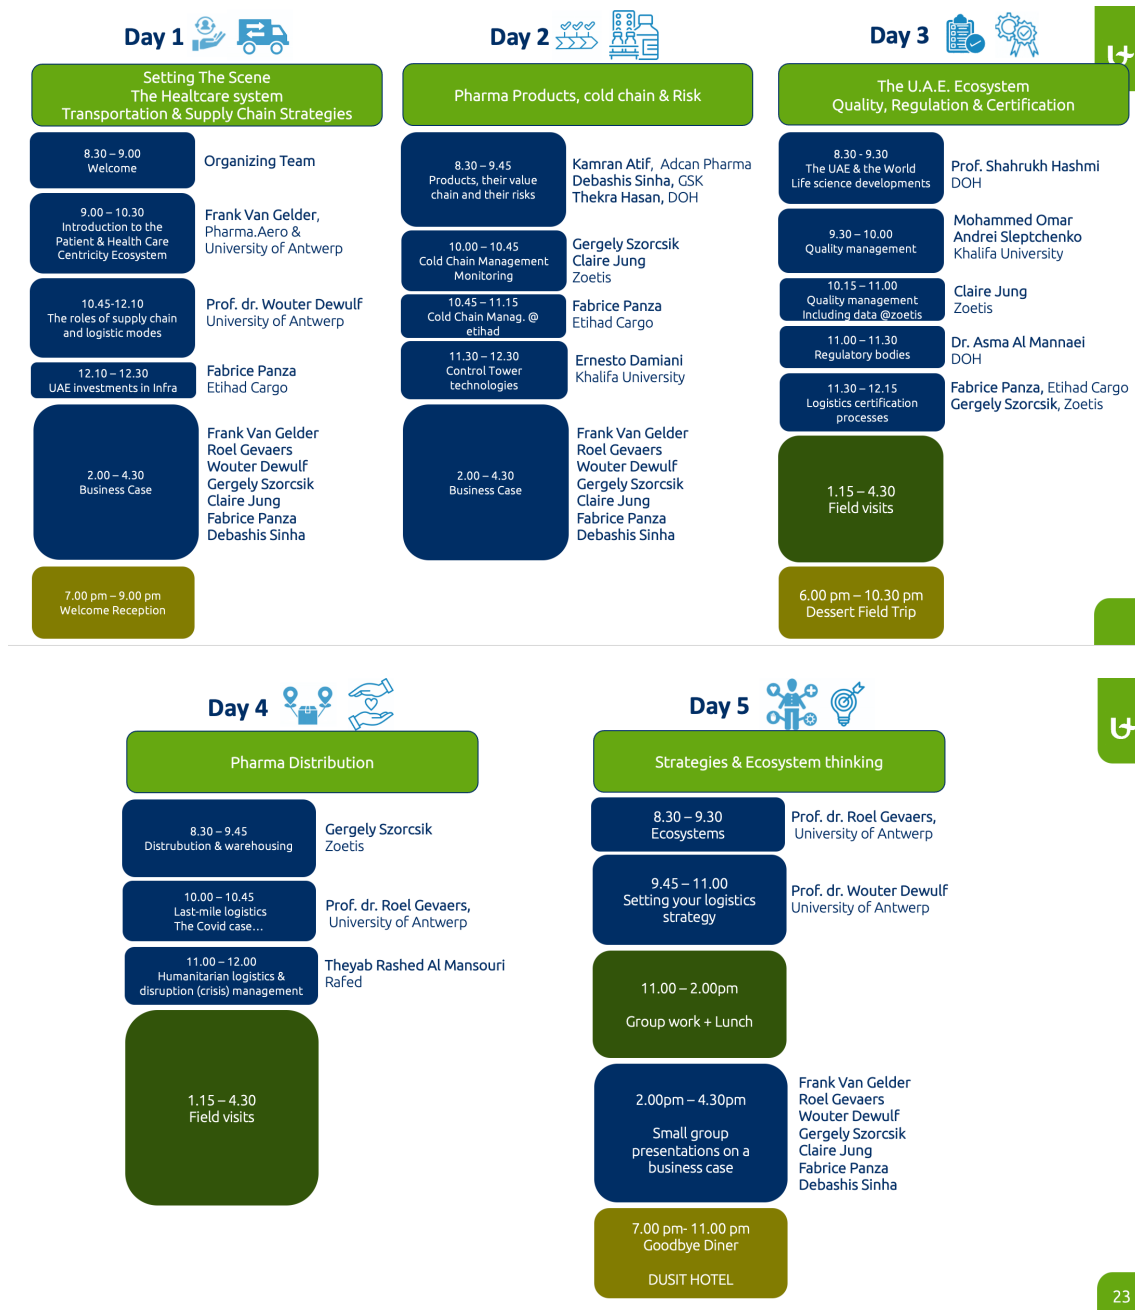 Day 1
Setting The Scene
The Healtcare system
Transportation & Supply Chain Strategies
8.30 – 9.00
Welcome
Organizing Team
9.00 – 10.30
Introduction to the
Patient & Health Care
Centricity Ecosystem
Frank Van Gelder,
Pharma.Aero &
University of Antwerp
10.45-12.10
The roles of supply chain
and logistic modes
Prof. dr. Wouter Dewulf
University of Antwerp
12.10 – 12.30
UAE investments in Infra
Fabrice Panza
Etihad Cargo
2.00 – 4.30
Business Case
Frank Van Gelder
Roel Gevaers
Wouter Dewulf
Gergely Szorcsik
Claire Jung
Fabrice Panza
Debashis Sinha
7.00 pm – 9.00 pm
Welcome Reception
Day 2
Pharma Products, cold chain & Risk
8.30 – 9.45
Products, their value
chain and their risks
Kamran Atif, Adcan Pharma
Debashis Sinha, GSK
Thekra Hasan, DOH
10.00 – 10.45
Cold Chain Management
Monitoring
Gergely Szorcsik
Claire Jung
Zoetis
10.45 – 11.15
Cold Chain Manag. @
etihad
Fabrice Panza
Etihad Cargo
11.30 – 12.30
Control Tower
technologies
Ernesto Damiani
Khalifa University
2.00 – 4.30
Business Case
Frank Van Gelder
Roel Gevaers
Wouter Dewulf
Gergely Szorcsik
Claire Jung
Fabrice Panza
Debashis Sinha
Day 3
The U.A.E. Ecosystem
Quality, Regulation & Certification
8.30 - 9.30
The UAE & the World
Life science developments
Prof. Shahrukh Hashmi
DOH
9.30 – 10.00
Quality management
Mohammed Omar
Andrei Sleptchenko
Khalifa University
10.15 – 11.00
Quality management
Including data @zoetis
Claire Jung
Zoetis
11.00 – 11.30
Regulatory bodies
Dr. Asma Al Mannaei
DOH
11.30 – 12.15
Logistics certification
processes
Fabrice Panza, Etihad Cargo
Gergely Szorcsik, Zoetis
1.15 – 4.30
Field visits
6.00 pm – 10.30 pm
Dessert Field Trip
Day 4
Pharma Distribution
8.30 – 9.45
Distrubution & warehousing
Gergely Szorcsik
Zoetis
10.00 – 10.45
Last-mile logistics
The Covid case...
Prof. dr. Roel Gevaers,
University of Antwerp
11.00 – 12.00
Humanitarian logistics &
disruption (crisis) management
Theyab Rashed Al Mansouri
Rafed
1.15 – 4.30
Field visits
Day 5
Strategies & Ecosystem thinking
8.30 – 9.30
Ecosystems
Prof. dr. Roel Gevaers,
University of Antwerp
9.45 – 11.00
Setting your logistics
strategy
Prof. dr. Wouter Dewulf
University of Antwerp
11.00 – 2.00pm
Group work + Lunch
2.00pm – 4.30pm
Small group
presentations on a
business case
Frank Van Gelder
Roel Gevaers
Wouter Dewulf
Gergely Szorcsik
Claire Jung
Fabrice Panza
Debashis Sinha
7.00 pm- 11.00 pm
Goodbye Diner
DUSIT HOTEL
23